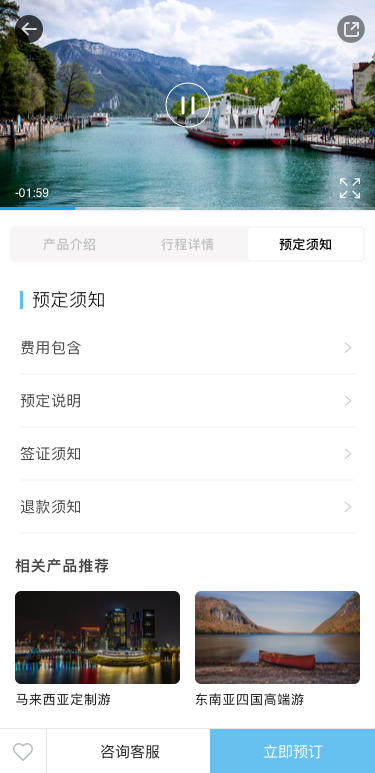 -01:59
产品介绍
行程详情
预定须知
预定须知
费用包含
预定说明
签证须知
退款须知
相关产品推荐
马来西亚定制游
东南亚四国高端游
咨询客服
立即预订